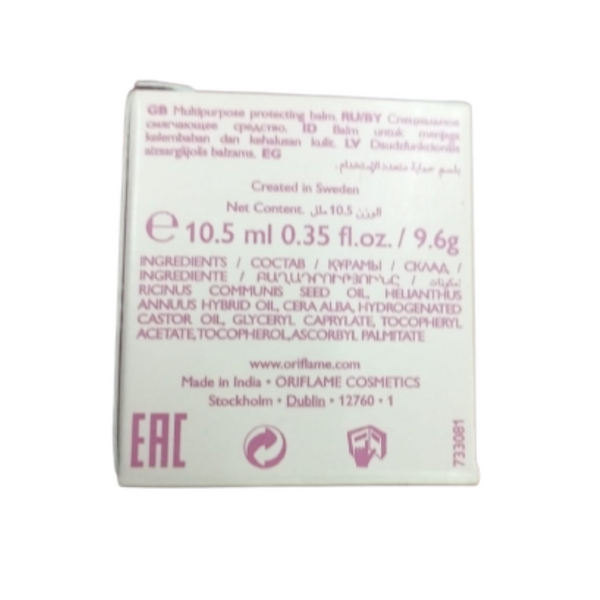 GB Multipurpose protecting balm. RU/BY Специальное
смягчающее средство. ID Balm untuk menjaga
kelembaban dan kehalusan kulit. LV Daudzfunkcionāls
aizsargājošs balzams. EG
بلسم حماية متعدد الإستخدام.
Created in Sweden
Net Content. الوزن 10.5 مل
e 10.5 ml 0.35 fl.oz. / 9.6g
INGREDIENTS / СОСТАВ / ҚҰРАМЫ / СКЛАД /
INGREDIENTE / ԲԱՂԱԴՐՈՒԹՅՈՒՆԸ / مكونات
RICINUS COMMUNIS SEED OIL, HELIANTHUS
ANNUUS HYBRID OIL, CERA ALBA, HYDROGENATED
CASTOR OIL, GLYCERYL CAPRYLATE, TOCOPHERYL
ACETATE, TOCOPHEROL, ASCORBYL PALMITATE
www.oriflame.com
Made in India • ORIFLAME COSMETICS
Stockholm • Dublin • 12760 • 1
EAC
733081